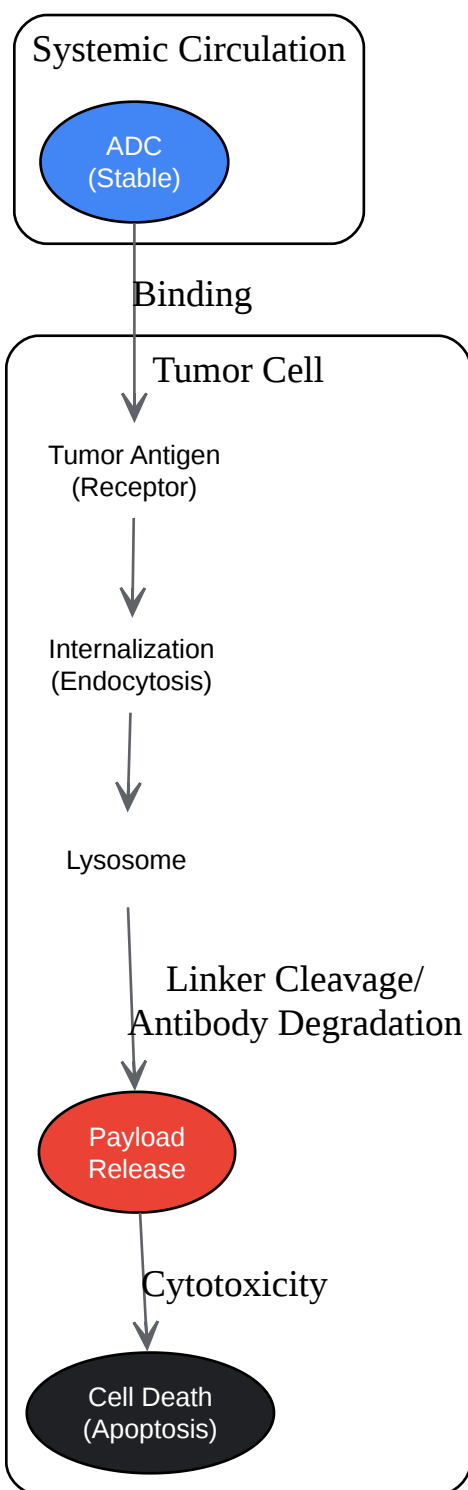 Systemic Circulation
ADC
(Stable)
Binding
Tumor Cell
Tumor Antigen
(Receptor)
Internalization
(Endocytosis)
Lysosome
Linker Cleavage/
Antibody Degradation
Payload
Release
Cytotoxicity
Cell Death
(Apoptosis)